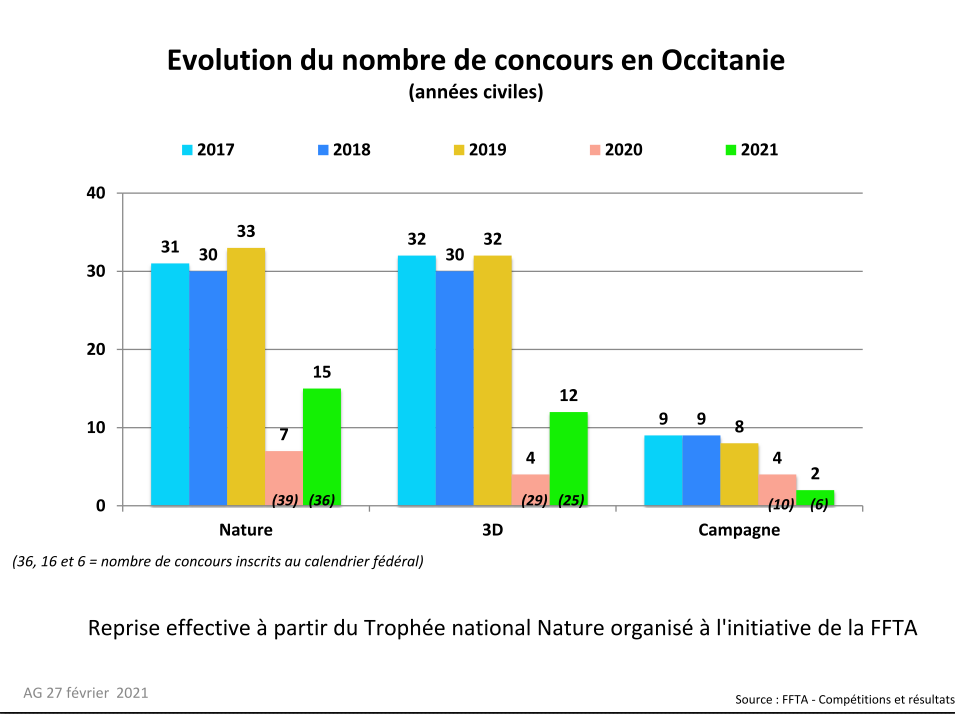 Evolution du nombre de concours en Occitanie
(années civiles)
2017 2018 2019 2020 2021
40
30
20
10
0
31 30 33 7 15
32 30 32 4 12
9 9 8 4 2
(39) (36) (29) (25) (10) (6)
Nature 3D Campagne
(36, 16 et 6 = nombre de concours inscrits au calendrier fédéral)
Reprise effective à partir du Trophée national Nature organisé à l'initiative de la FFTA
AG 27 février 2021
Source : FFTA - Compétitions et résultats